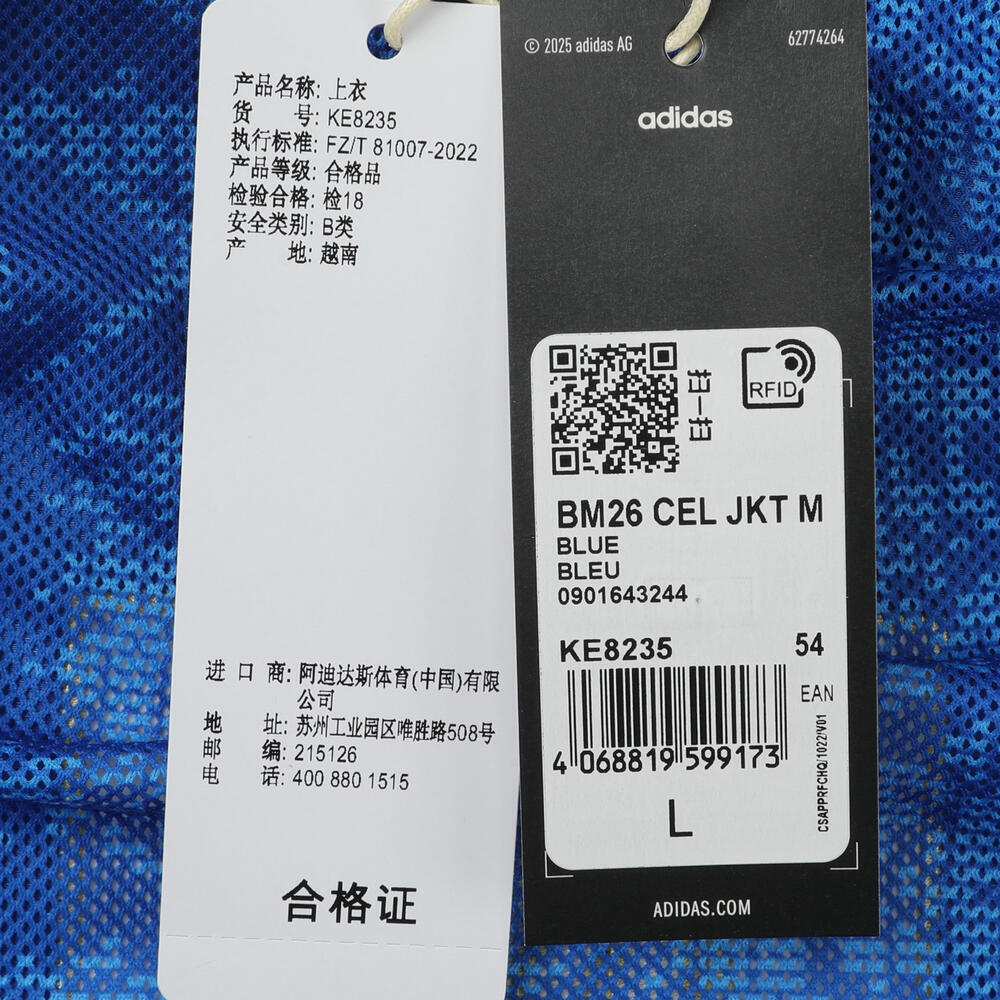 产品名称: 上衣
货 号: KE8235
执行标准: FZ/T 81007-2022
产品等级: 合格品
检验合格: 检18
安全类别: B类
产 地: 越南
进 口 商: 阿迪达斯体育(中国)有限
公司
地 址: 苏州工业园区唯胜路508号
邮 编: 215126
电 话: 400 880 1515
合格证
© 2025 adidas AG
62774264
adidas
扫一扫
RFID
BM26 CEL JKT M
BLUE
BLEU
0901643244
KE8235
54
EAN
4 068819 599173
CSAPPRFCHQ/1022/V01
L
ADIDAS.COM